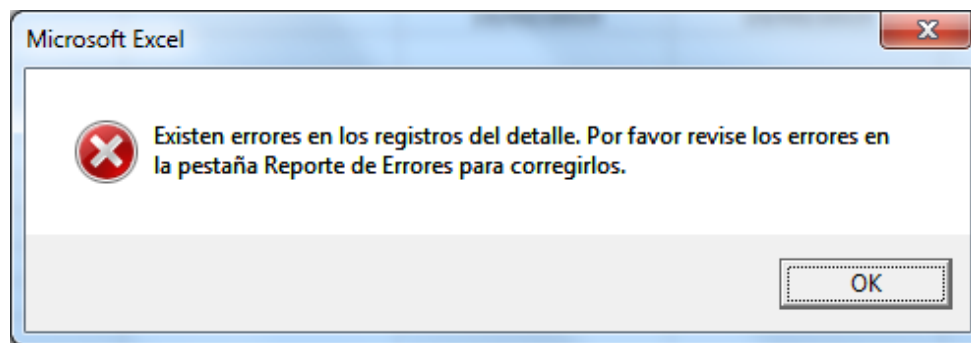 Microsoft Excel
Existen errores en los registros del detalle. Por favor revise los errores en
la pestaña Reporte de Errores para corregirlos.
OK